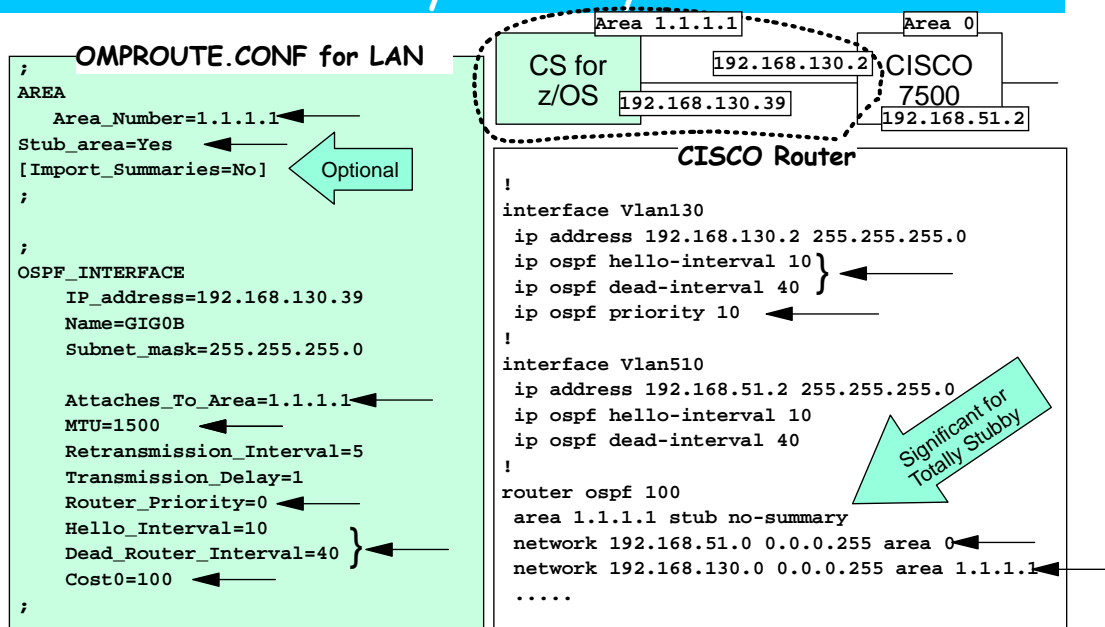 Area 1.1.1.1
Area 0
CS for
z/OS
192.168.130.2
192.168.130.39
CISCO
7500
192.168.51.2
OMPROUTE.CONF for LAN
;
AREA
Area_Number=1.1.1.1
Stub_area=Yes
[Import_Summaries=No]
Optional
;
;
OSPF_INTERFACE
IP_address=192.168.130.39
Name=GIG0B
Subnet_mask=255.255.255.0
Attaches_To_Area=1.1.1.1
MTU=1500
Retransmission_Interval=5
Transmission_Delay=1
Router_Priority=0
Hello_Interval=10
Dead_Router_Interval=40 }
Cost0=100
;
CISCO Router
!
interface Vlan130
ip address 192.168.130.2 255.255.255.0
ip ospf hello-interval 10 }
ip ospf dead-interval 40
ip ospf priority 10
!
interface Vlan510
ip address 192.168.51.2 255.255.255.0
ip ospf hello-interval 10
ip ospf dead-interval 40
!
Significant for
Totally Stubby
router ospf 100
area 1.1.1.1 stub no-summary
network 192.168.51.0 0.0.0.255 area 0
network 192.168.130.0 0.0.0.255 area 1.1.1.1
.....